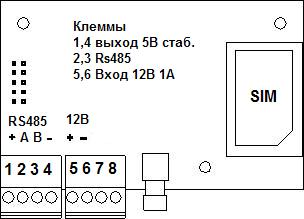 Клеммы
1,4 выход 5В стаб.
2,3 Rs485
5,6 Вход 12В 1А
SIM
RS485 12В
+ А В - + -
1 2 3 4 5 6 7 8